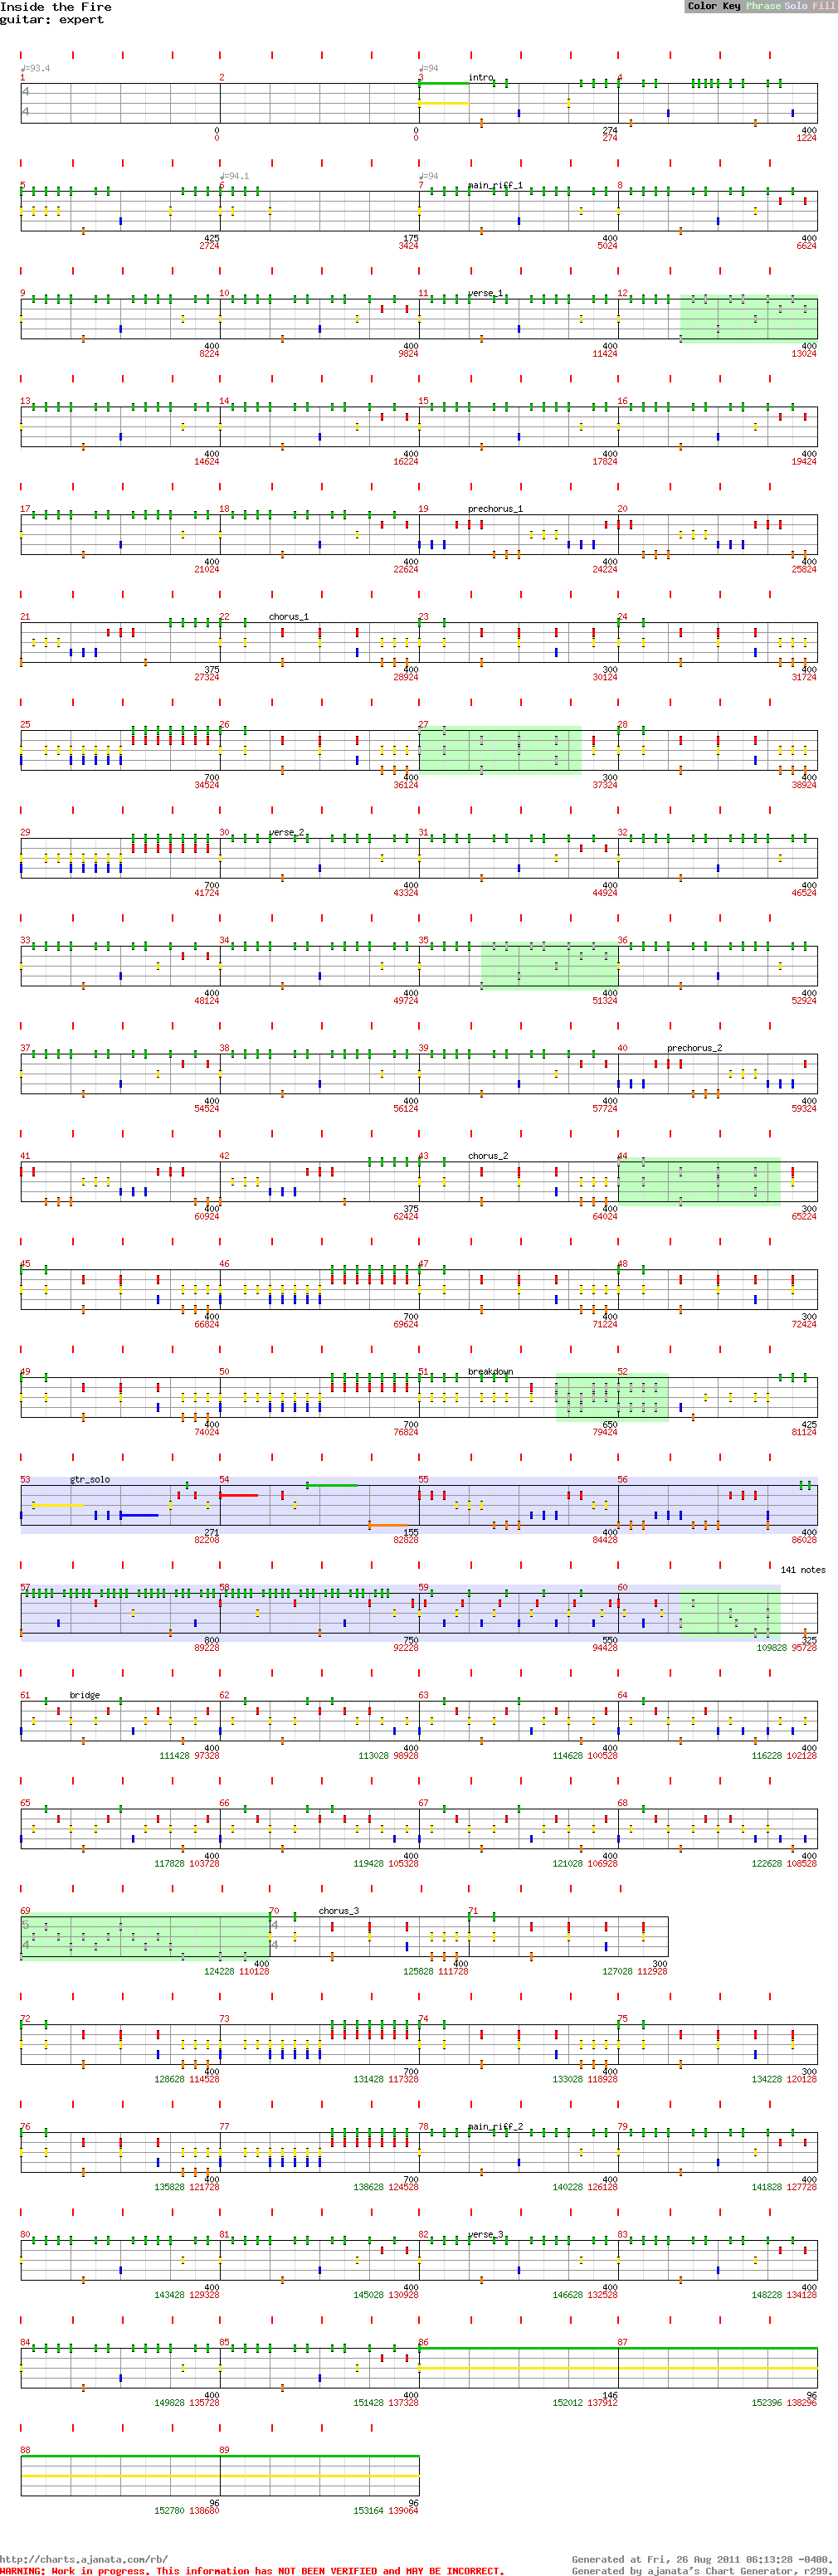 Inside the Fire
Color Key Phrase Solo Fill
guitar: expert
♩=93.4 ♩=94
1 2 3 intro 4
4
4
0 0 274 400
0 0 274 1224
♩=94.1 ♩=94
5 6 7 main_riff_1 8
425 175 400 400
2724 3424 5024 6624
9 10 11 verse_1 12
400 400 400 400
8224 9824 11424 13024
13 14 15 16
400 400 400 400
14624 16224 17824 19424
17 18 19 prechorus_1 20
400 400 400 400
21024 22624 24224 25824
21 22 chorus_1 23 24
375 400 300 400
27324 28924 30124 31724
25 26 27 28
700 400 300 400
34524 36124 37324 38924
29 30 verse_2 31 32
700 400 400 400
41724 43324 44924 46524
33 34 35 36
400 400 400 400
48124 49724 51324 52924
37 38 39 40 prechorus_2
400 400 400 400
54524 56124 57724 59324
41 42 43 chorus_2 44
400 375 400 300
60924 62424 64024 65224
45 46 47 48
400 700 400 300
66824 69624 71224 72424
49 50 51 breakdown 52
400 700 650 425
74024 76824 79424 81124
53 gtr_solo 54 55 56
271 155 400 400
82208 82828 84428 86028
141 notes
57 58 59 60
800 750 550 325
89228 92228 94428 109828 95728
61 bridge 62 63 64
400 400 400 400
111428 97328 113028 98928 114628 100528 116228 102128
65 66 67 68
400 400 400 400
117828 103728 119428 105328 121028 106928 122628 108528
69 70 chorus_3 71
5 4
4 4
400 400 300
124228 110128 125828 111728 127028 112928
72 73 74 75
400 700 400 300
128628 114528 131428 117328 133028 118928 134228 120128
76 77 78 main_riff_2 79
400 700 400 400
135828 121728 138628 124528 140228 126128 141828 127728
80 81 82 verse_3 83
400 400 400 400
143428 129328 145028 130928 146628 132528 148228 134128
84 85 86 87
400 400 146 96
149828 135728 151428 137328 152012 137912 152396 138296
88 89
96 96
152780 138680 153164 139064
http://charts.ajanata.com/rb/
Generated at Fri, 26 Aug 2011 06:13:28 -0400.
WARNING: Work in progress. This information has NOT BEEN VERIFIED and MAY BE INCORRECT.
Generated by ajanata's Chart Generator, r299.